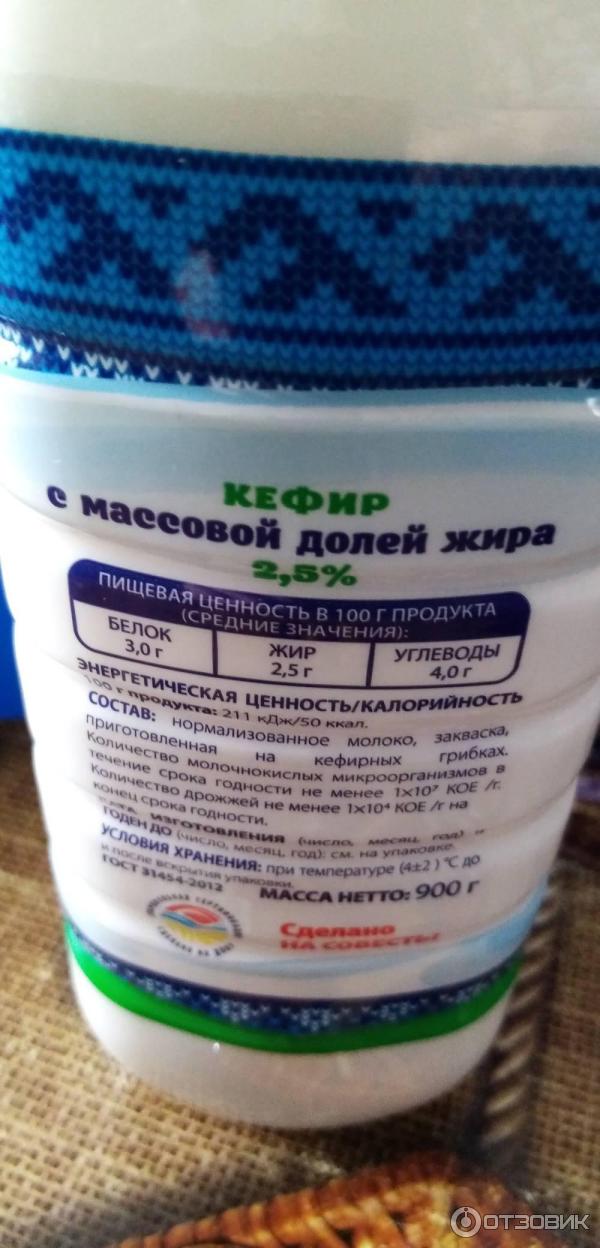 КЕФИР
с массовой долей жира
2,5%
ПИЩЕВАЯ ЦЕННОСТЬ В 100 Г ПРОДУКТА
(СРЕДНИЕ ЗНАЧЕНИЯ):
БЕЛОК
3,0 г
ЖИР
2,5 г
УГЛЕВОДЫ
4,0 г
ЭНЕРГЕТИЧЕСКАЯ ЦЕННОСТЬ/КАЛОРИЙНОСТЬ
100 г продукта: 211 кДж/50 ккал.
СОСТАВ: нормализованное молоко, закваска,
приготовленная на кефирных грибках.
Количество молочнокислых микроорганизмов в
течение срока годности не менее 1×10⁷ КОЕ /г.
Количество дрожжей не менее 1×10⁴ КОЕ /г на
конец срока годности.
ДАТА ИЗГОТОВЛЕНИЯ (число, месяц, год) и
ГОДЕН ДО (число, месяц, год): см. на упаковке.
УСЛОВИЯ ХРАНЕНИЯ: при температуре (4±2 ) °С до
и после вскрытия упаковки.
ГОСТ 31454-2012
МАССА НЕТТО: 900 г
СДЕЛАНО НА ДОНУ
Сделано
НА СОВЕСТЬ!
ОТЗОВИК